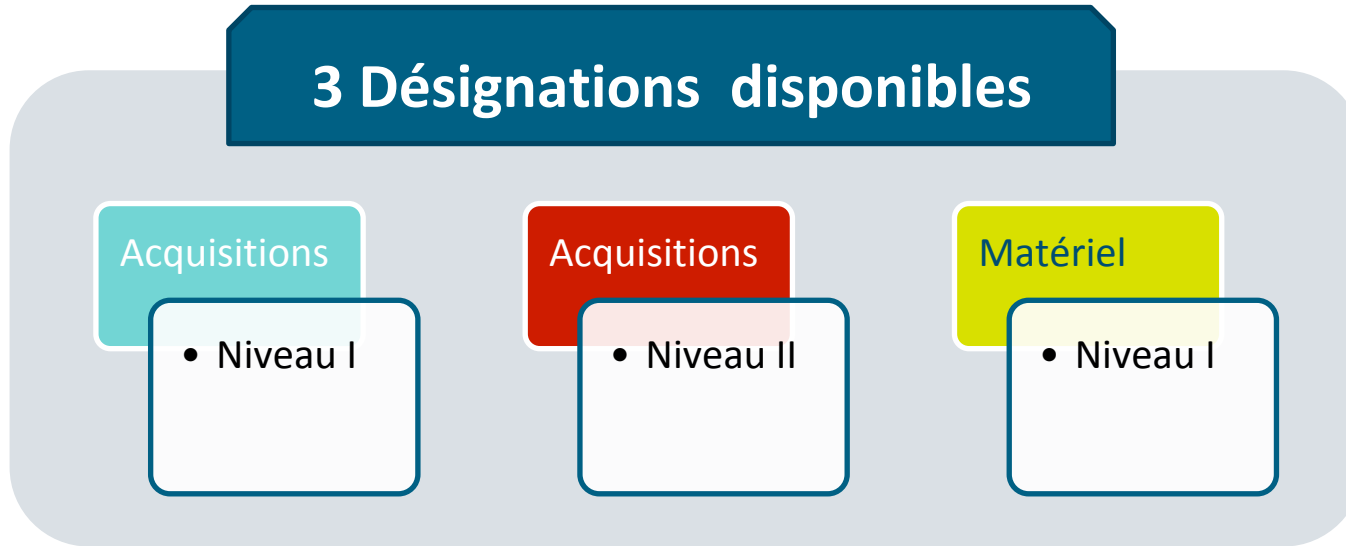 3 Désignations disponibles
Acquisitions
• Niveau I
Acquisitions
• Niveau II
Matériel
• Niveau I